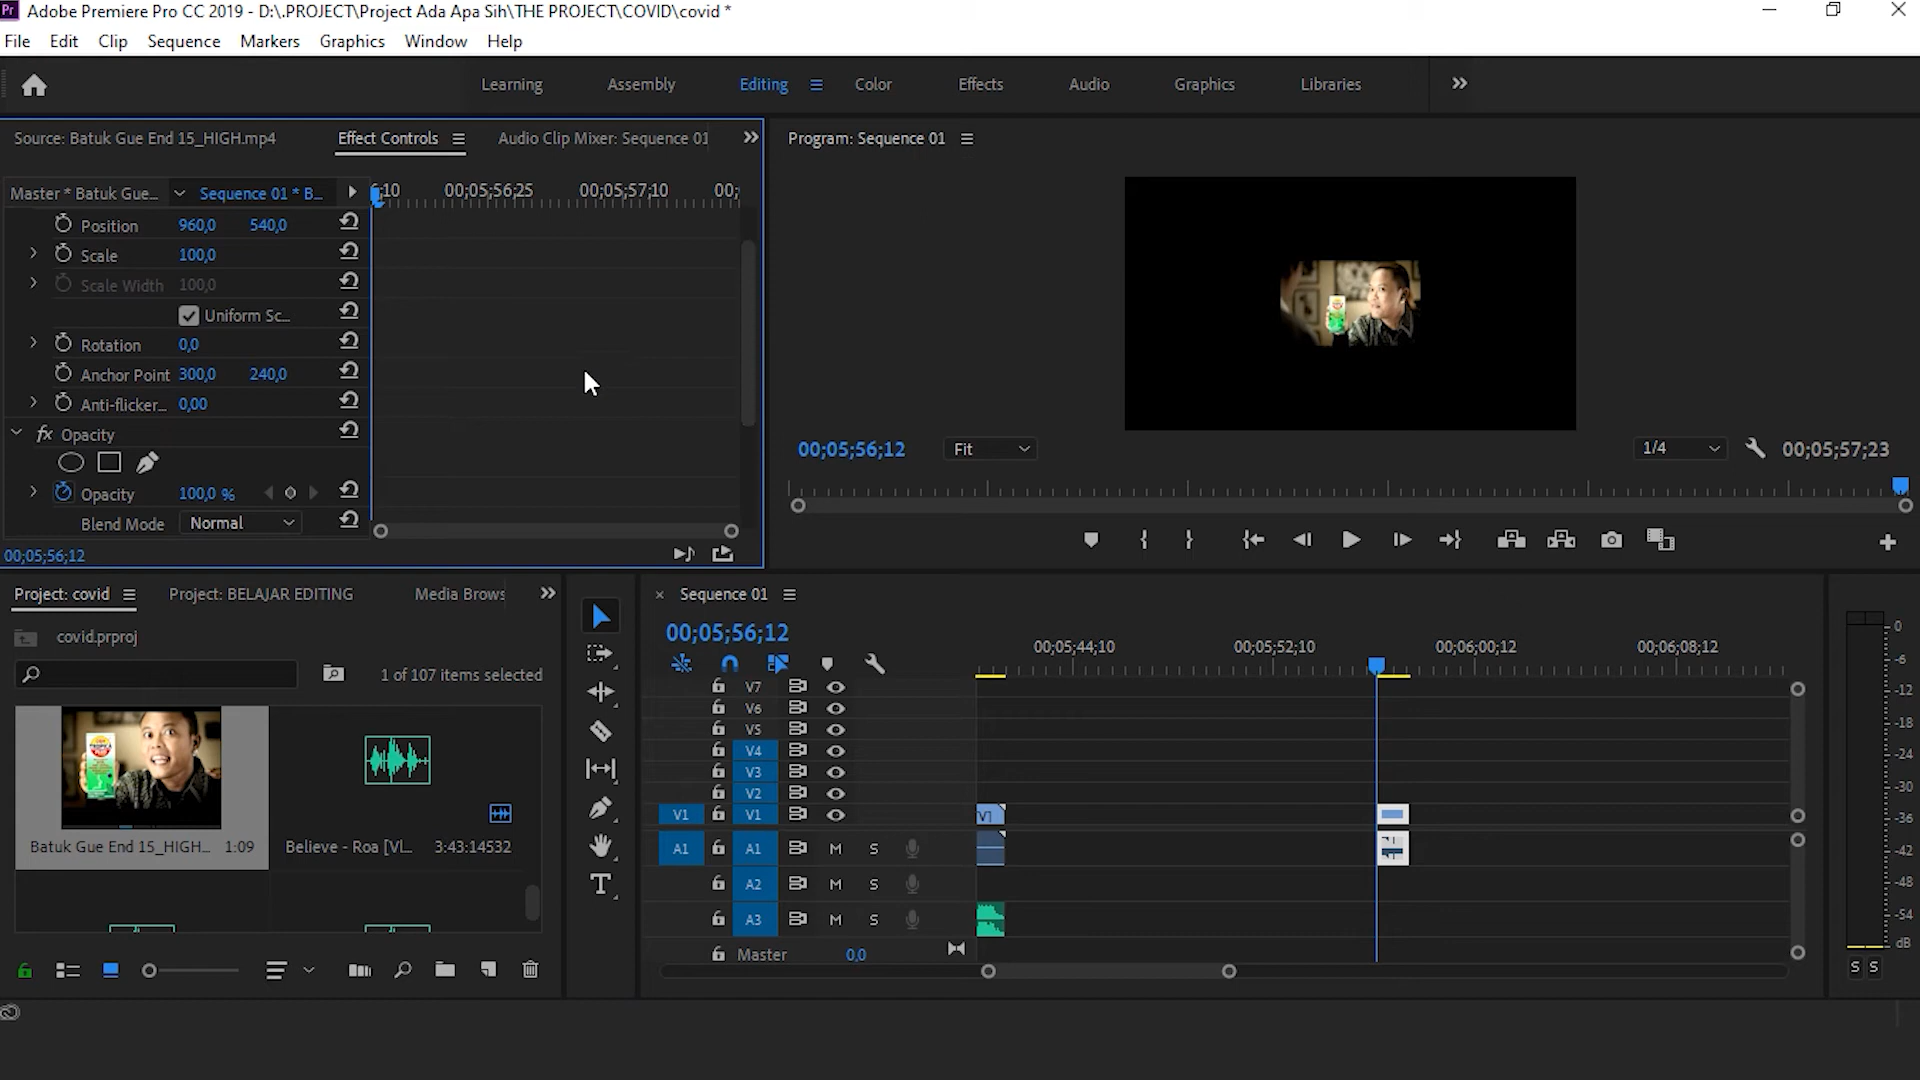 Pr Adobe Premiere Pro CC 2019 - D:\.PROJECT\Project Ada Apa Sih\THE PROJECT\COVID\covid *
File Edit Clip Sequence Markers Graphics Window Help
Learning Assembly Editing Color Effects Audio Graphics Libraries
Source: Batuk Gue End 15_HIGH.mp4 Effect Controls Audio Clip Mixer: Sequence 01
Program: Sequence 01
Master * Batuk Gue... Sequence 01 * B...
00;05;56;25 00;05;57;10 00;
Position 960,0 540,0
Scale 100,0
Scale Width 100,0
Uniform Sc...
Rotation 0,0
Anchor Point 300,0 240,0
Anti-flicker... 0,00
fx Opacity
Opacity 100,0 %
Blend Mode Normal
00;05;56;12
00;05;56;12 Fit 1/4 00;05;57;23
Project: covid Project: BELAJAR EDITING Media Brows
covid.prproj
1 of 107 items selected
Batuk Gue End 15_HIGH... 1:09
Believe - Roa [Vl... 3:43:14532
Sequence 01
00;05;56;12
00;05;44;10 00;05;52;10 00;06;00;12 00;06;08;12
V7
V6
V5
V4
V3
V2
V1 V1 V1
A1 A1 M S
A2 M S
A3 M S
Master 0,0
0
-6
-12
-18
-24
-30
-36
-42
-48
-54
dB
S S